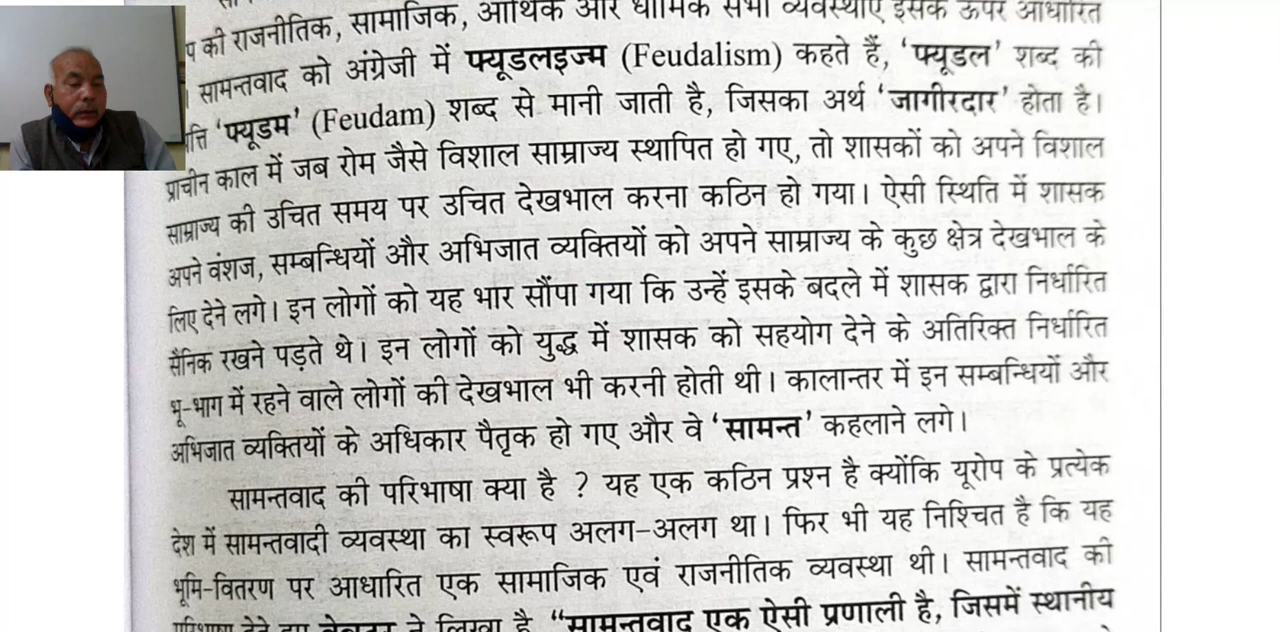 की राजनीतिक, सामाजिक, आर्थिक और धार्मिक सभी व्यवस्थाएँ इसके ऊपर आधारित
सामन्तवाद को अंग्रेजी में फ्यूडलइज्म (Feudalism) कहते हैं, ‘फ्यूडल’ शब्द की
‘फ्यूडम’ (Feudam) शब्द से मानी जाती है, जिसका अर्थ ‘जागीरदार’ होता है।
प्राचीन काल में जब रोम जैसे विशाल साम्राज्य स्थापित हो गए, तो शासकों को अपने विशाल
साम्राज्य की उचित समय पर उचित देखभाल करना कठिन हो गया। ऐसी स्थिति में शासक
अपने वंशज, सम्बन्धियों और अभिजात व्यक्तियों को अपने साम्राज्य के कुछ क्षेत्र देखभाल के
लिए देने लगे। इन लोगों को यह भार सौंपा गया कि उन्हें इसके बदले में शासक द्वारा निर्धारित
सैनिक रखने पड़ते थे। इन लोगों को युद्ध में शासक को सहयोग देने के अतिरिक्त निर्धारित
भू-भाग में रहने वाले लोगों की देखभाल भी करनी होती थी। कालान्तर में इन सम्बन्धियों और
अभिजात व्यक्तियों के अधिकार पैतृक हो गए और वे ‘सामन्त’ कहलाने लगे।
सामन्तवाद की परिभाषा क्या है ? यह एक कठिन प्रश्न है क्योंकि यूरोप के प्रत्येक
देश में सामन्तवादी व्यवस्था का स्वरूप अलग-अलग था। फिर भी यह निश्चित है कि यह
भूमि-वितरण पर आधारित एक सामाजिक एवं राजनीतिक व्यवस्था थी। सामन्तवाद की
ने लिखा है, “सामन्तवाद एक ऐसी प्रणाली है, जिसमें स्थानीय